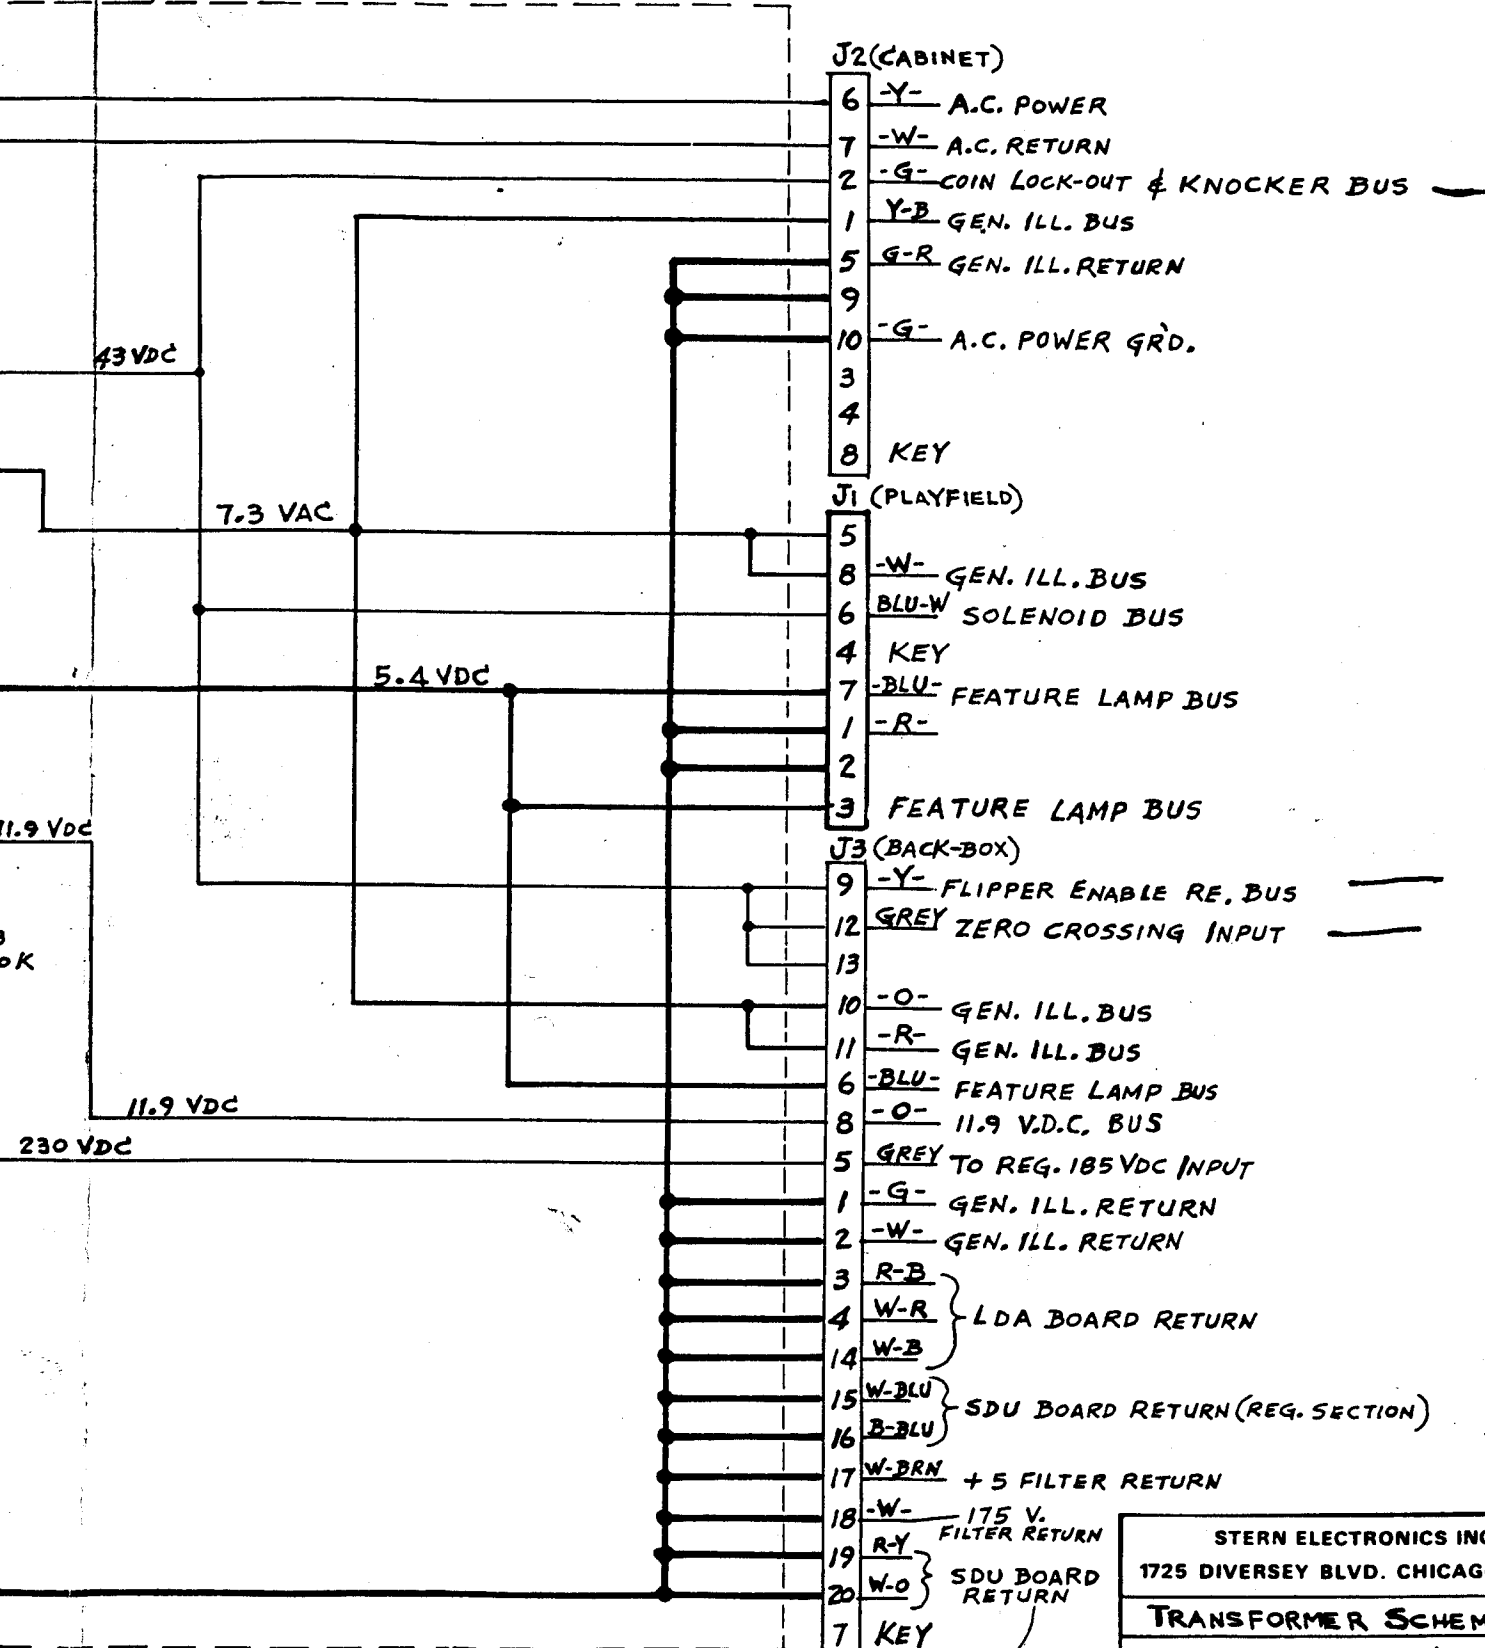 J2 (CABINET)
6 -Y- A.C. POWER
7 -W- A.C. RETURN
2 -G- COIN LOCK-OUT & KNOCKER BUS
1 Y-B GEN. ILL. BUS
5 G-R GEN. ILL. RETURN
9
10 -G- A.C. POWER GR'D.
3
4
8 KEY
43 VDC
J1 (PLAYFIELD)
7.3 VAC
5
8 -W- GEN. ILL. BUS
6 BLU-W SOLENOID BUS
4 KEY
5.4 VDC
7 -BLU- FEATURE LAMP BUS
1 -R-
2
3 FEATURE LAMP BUS
11.9 VDC
J3 (BACK-BOX)
9 -Y- FLIPPER ENABLE RE. BUS
12 GREY ZERO CROSSING INPUT
13
10 -O- GEN. ILL. BUS
11 -R- GEN. ILL. BUS
6 -BLU- FEATURE LAMP BUS
11.9 VDC
8 -O- 11.9 V.D.C. BUS
230 VDC
5 GREY TO REG. 185 VDC INPUT
1 -G- GEN. ILL. RETURN
2 -W- GEN. ILL. RETURN
3 R-B
4 W-R LDA BOARD RETURN
14 W-B
15 W-BLU SDU BOARD RETURN (REG. SECTION)
16 B-BLU
17 W-BRN +5 FILTER RETURN
18 -W- 175 V.
FILTER RETURN
19 R-Y
20 W-O SDU BOARD
RETURN
7 KEY
STERN ELECTRONICS
1725 DIVERSEY BLVD.
TRANSFORMER